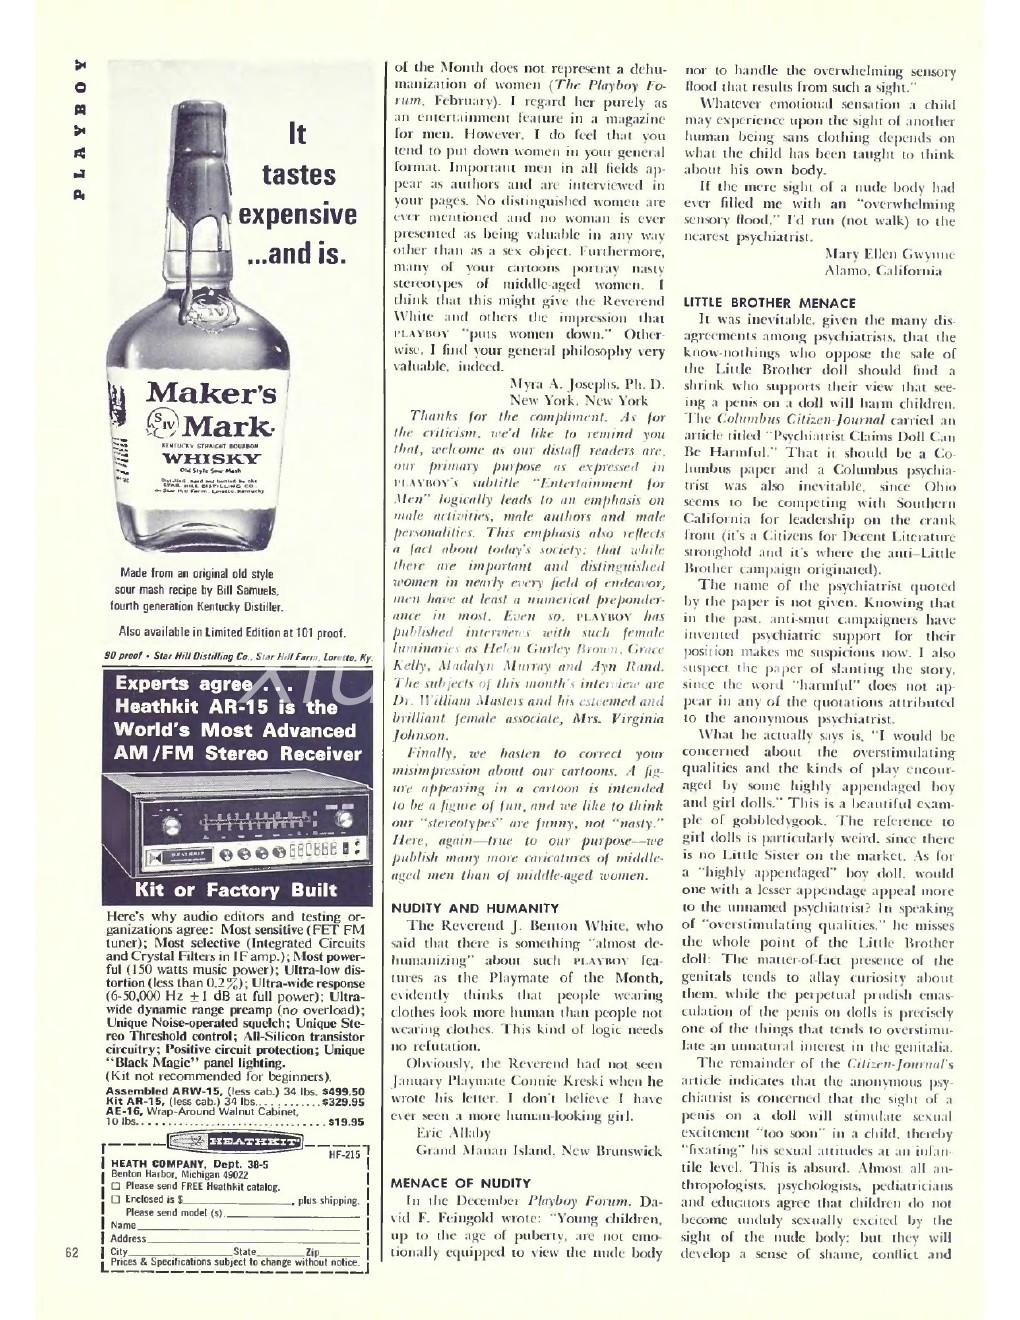 PLAYBOY
It
tastes
expensive
...and is.
Maker's
S IV Mark.
KENTUCKY STRAIGHT BOURBON
WHISKY
Old Style Sour Mash
Distilled, aged and bottled by the
STAR HILL DISTILLING CO.
Star Hill Farm, Loretto, Kentucky
Made from an original old style
sour mash recipe by Bill Samuels,
fourth generation Kentucky Distiller.
Also available in Limited Edition at 101 proof.
90 proof • Star Hill Distilling Co., Star Hill Farm, Loretto, Ky.
Experts agree . . .
Heathkit AR-15 is the
World's Most Advanced
AM/FM Stereo Receiver
Kit or Factory Built
Here's why audio editors and testing or-
ganizations agree: Most sensitive (FET FM
tuner); Most selective (Integrated Circuits
and Crystal Filters in IF amp.); Most power-
ful (150 watts music power); Ultra-low dis-
tortion (less than 0.2%); Ultra-wide response
(6-50,000 Hz ±1 dB at full power); Ultra-
wide dynamic range preamp (no overload);
Unique Noise-operated squelch; Unique Ste-
reo Threshold control; All-Silicon transistor
circuitry; Positive circuit protection; Unique
"Black Magic" panel lighting.
(Kit not recommended for beginners).
Assembled ARW-15, (less cab.) 34 lbs. $499.50
Kit AR-15, (less cab.) 34 lbs............$329.95
AE-16, Wrap-Around Walnut Cabinet,
10 lbs..............................$19.95
HEATHKIT
HF-215
HEATH COMPANY, Dept. 38-5
Benton Harbor, Michigan 49022
□ Please send FREE Heathkit catalog.
□ Enclosed is $________, plus shipping.
Please send model (s).________
Name________
Address________
City________State______Zip____
Prices & Specifications subject to change without notice.
62
of the Month does not represent a dehu-
manization of women (The Playboy Fo-
rum, February). I regard her purely as
an entertainment feature in a magazine
for men. However, I do feel that you
tend to put down women in your general
format. Important men in all fields ap-
pear as authors and are interviewed in
your pages. No distinguished women are
ever mentioned and no woman is ever
presented as being valuable in any way
other than as a sex object. Furthermore,
many of your cartoons portray nasty
stereotypes of middle-aged women. I
think that this might give the Reverend
White and others the impression that
PLAYBOY "puts women down." Other-
wise, I find your general philosophy very
valuable, indeed.
Myra A. Josephs, Ph. D.
New York, New York
Thanks for the compliment. As for
the criticism, we'd like to remind you
that, welcome as our distaff readers are,
our primary purpose as expressed in
PLAYBOY's subtitle "Entertainment for
Men" logically leads to an emphasis on
male activities, male authors and male
personalities. This emphasis also reflects
a fact about today's society: that while
there are important and distinguished
women in nearly every field of endeavor,
men have at least a numerical preponder-
ance in most. Even so, PLAYBOY has
published interviews with such female
luminaries as Helen Gurley Brown, Grace
Kelly, Madalyn Murray and Ayn Rand.
The subjects of this month's interview are
Dr. William Masters and his esteemed and
brilliant female associate, Mrs. Virginia
Johnson.
Finally, we hasten to correct your
misimpression about our cartoons. A fig-
ure appearing in a cartoon is intended
to be a figure of fun, and we like to think
our "stereotypes" are funny, not "nasty."
Here, again—true to our purpose—we
publish many more caricatures of middle-
aged men than of middle-aged women.
NUDITY AND HUMANITY
The Reverend J. Benton White, who
said that there is something "almost de-
humanizing" about such PLAYBOY fea-
tures as the Playmate of the Month,
evidently thinks that people wearing
clothes look more human than people not
wearing clothes. This kind of logic needs
no refutation.
Obviously, the Reverend had not seen
January Playmate Connie Kreski when he
wrote his letter. I don't believe I have
ever seen a more human-looking girl.
Eric Allaby
Grand Manan Island, New Brunswick
MENACE OF NUDITY
In the December Playboy Forum, Da-
vid F. Feingold wrote: "Young children,
up to the age of puberty, are not emo-
tionally equipped to view the nude body
nor to handle the overwhelming sensory
flood that results from such a sight."
Whatever emotional sensation a child
may experience upon the sight of another
human being sans clothing depends on
what the child has been taught to think
about his own body.
If the mere sight of a nude body had
ever filled me with an "overwhelming
sensory flood," I'd run (not walk) to the
nearest psychiatrist.
Mary Ellen Gwynne
Alamo, California
LITTLE BROTHER MENACE
It was inevitable, given the many dis-
agreements among psychiatrists, that the
know-nothings who oppose the sale of
the Little Brother doll should find a
shrink who supports their view that see-
ing a penis on a doll will harm children.
The Columbus Citizen-Journal carried an
article titled "Psychiatrist Claims Doll Can
Be Harmful." That it should be a Co-
lumbus paper and a Columbus psychia-
trist was also inevitable, since Ohio
seems to be competing with Southern
California for leadership on the crank
front (it's a Citizens for Decent Literature
stronghold and it's where the anti–Little
Brother campaign originated).
The name of the psychiatrist quoted
by the paper is not given. Knowing that
in the past, anti-smut campaigners have
invented psychiatric support for their
position makes me suspicious now. I also
suspect the paper of slanting the story,
since the word "harmful" does not ap-
pear in any of the quotations attributed
to the anonymous psychiatrist.
What he actually says is, "I would be
concerned about the overstimulating
qualities and the kinds of play encour-
aged by some highly appendaged boy
and girl dolls." This is a beautiful exam-
ple of gobbledygook. The reference to
girl dolls is particularly weird, since there
is no Little Sister on the market. As for
a "highly appendaged" boy doll, would
one with a lesser appendage appeal more
to the unnamed psychiatrist? In speaking
of "overstimulating qualities," he misses
the whole point of the Little Brother
doll: The matter-of-fact presence of the
genitals tends to allay curiosity about
them, while the perpetual prudish emas-
culation of the penis on dolls is precisely
one of the things that tends to overstimu-
late an unnatural interest in the genitalia.
The remainder of the Citizen-Journal's
article indicates that the anonymous psy-
chiatrist is concerned that the sight of a
penis on a doll will stimulate sexual
excitement "too soon" in a child, thereby
"fixating" his sexual attitudes at an infan-
tile level. This is absurd. Almost all an-
thropologists, psychologists, pediatricians
and educators agree that children do not
become unduly sexually excited by the
sight of the nude body; but they will
develop a sense of shame, conflict and